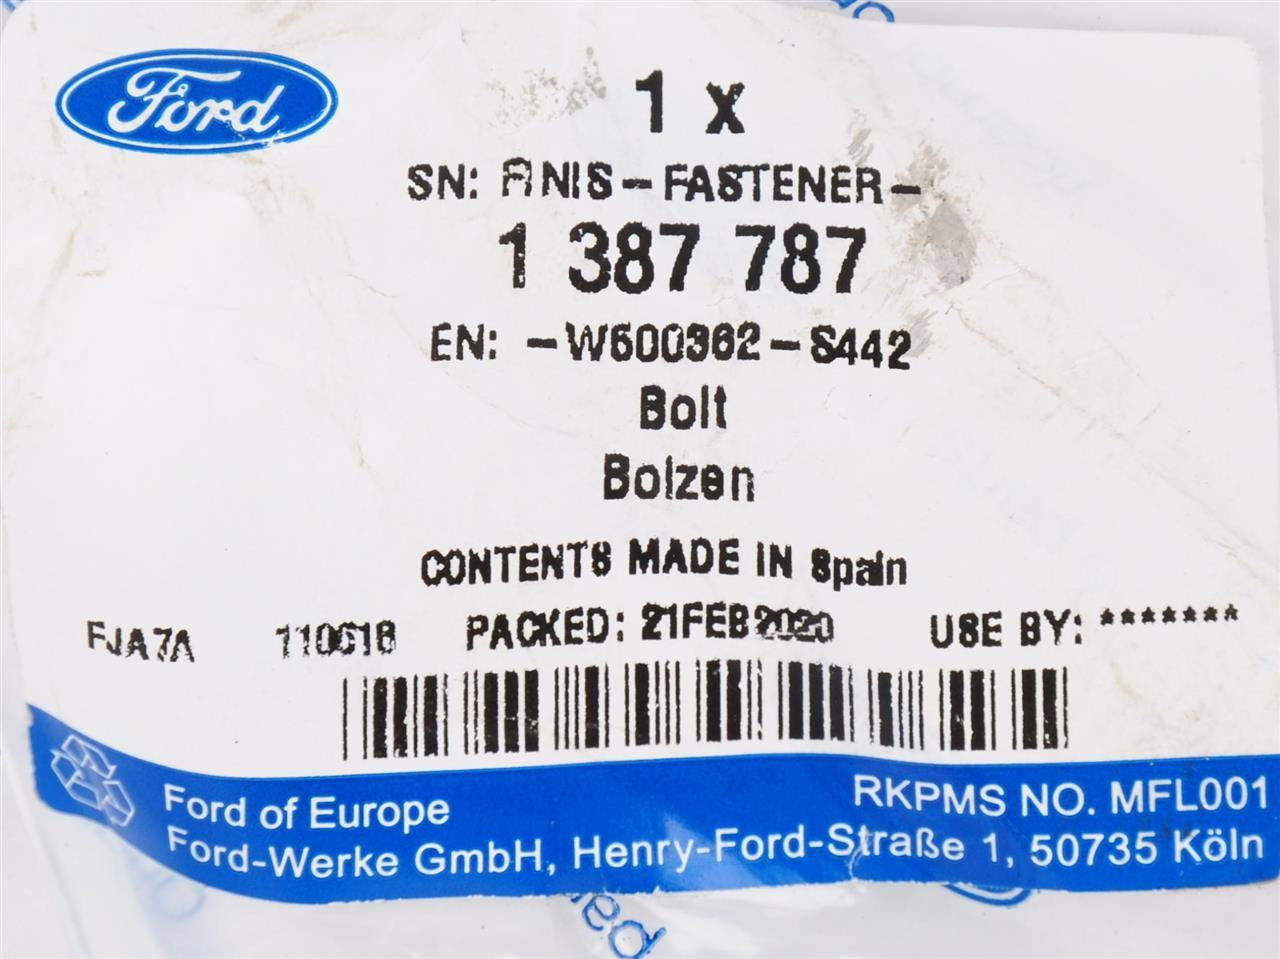 Ford
1 x
SN: FINIS-FASTENER-
1 387 787
EN: -W500362-S442
Bolt
Bolzen
CONTENTS MADE IN Spain
FJA7A 110618 PACKED: 21FEB2020 USE BY: *******
Ford of Europe
RKPMS NO. MFL001
Ford-Werke GmbH, Henry-Ford-Straße 1, 50735 Köln